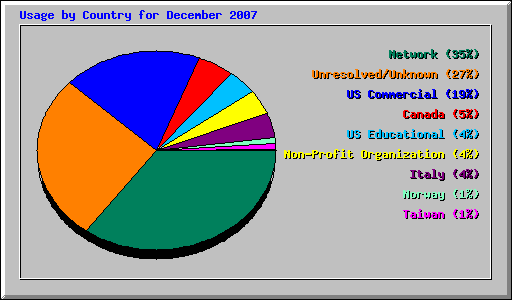 Usage by Country for December 2007
Network (35%)
Unresolved/Unknown (27%)
US Commercial (19%)
Canada (5%)
US Educational (4%)
Non-Profit Organization (4%)
Italy (4%)
Norway (1%)
Taiwan (1%)